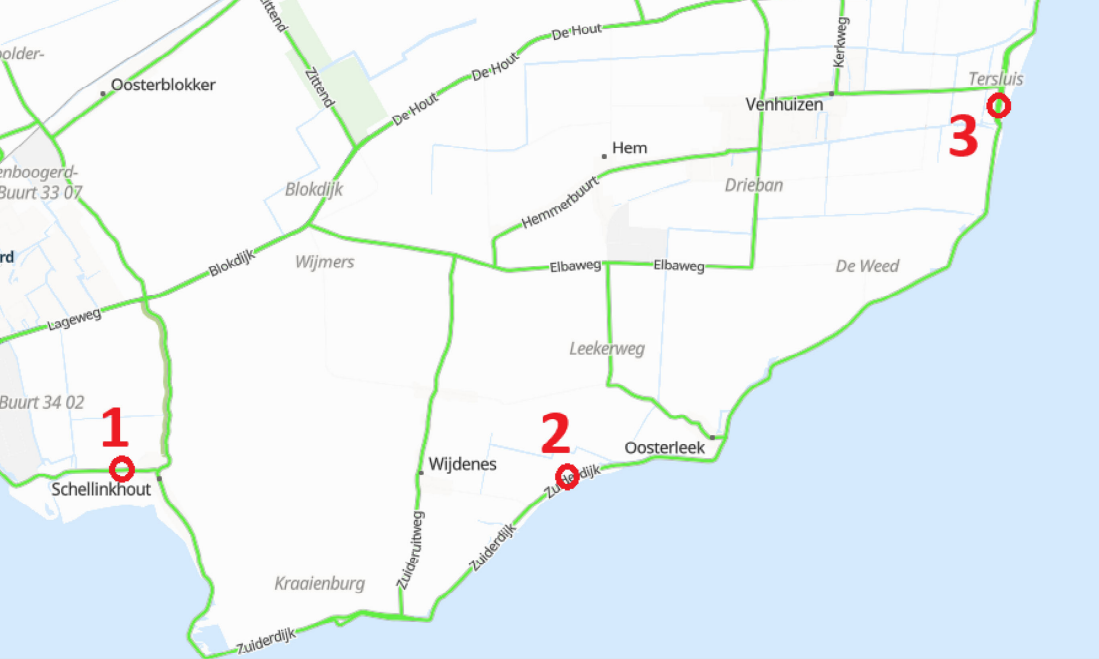 Zittend
De Hout
polder-
Zittend
De Hout
Tersluis
Kerkweg
Oosterblokker
De Hout
Venhuizen
3
Hem
enboogerd-
Buurt 33 07
Blokdijk
Drieban
Hemmerbuurt
rd
Blokdijk
Wijmers
Elbaweg
Elbaweg
De Weed
Lageweg
Leekerweg
Buurt 34 02
1
2
Oosterleek
Wijdenes
Zuiderdijk
Schellinkhout
Zuiderdijk
Zuideruitweg
Kraaienburg
Zuiderdijk